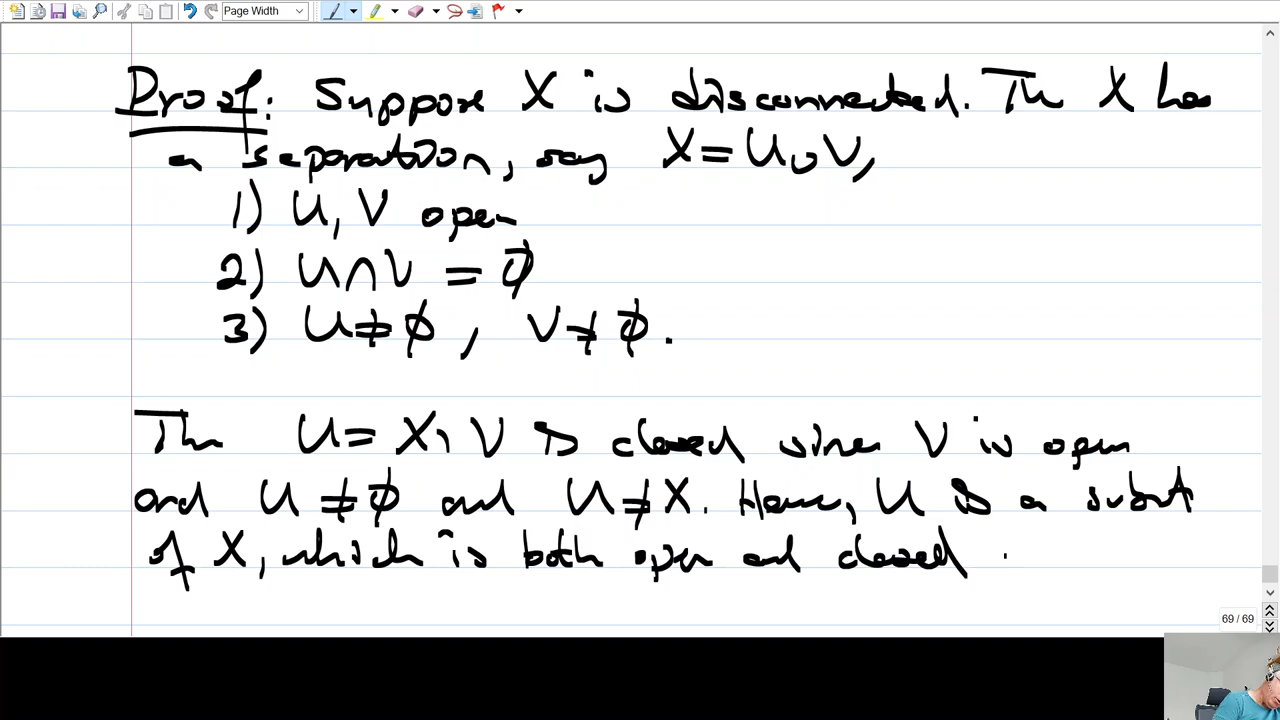 Page Width
Proof: Suppose X is disconnected. Then X has
a separation, say X = U ∪ V,
1) U, V open
2) U ∩ V = ∅
3) U ≠ ∅, V ≠ ∅.
Then U = X \ V is closed since V is open
and U ≠ ∅ and U ≠ X. Hence, U is a subset
of X, which is both open and closed .
69 / 69